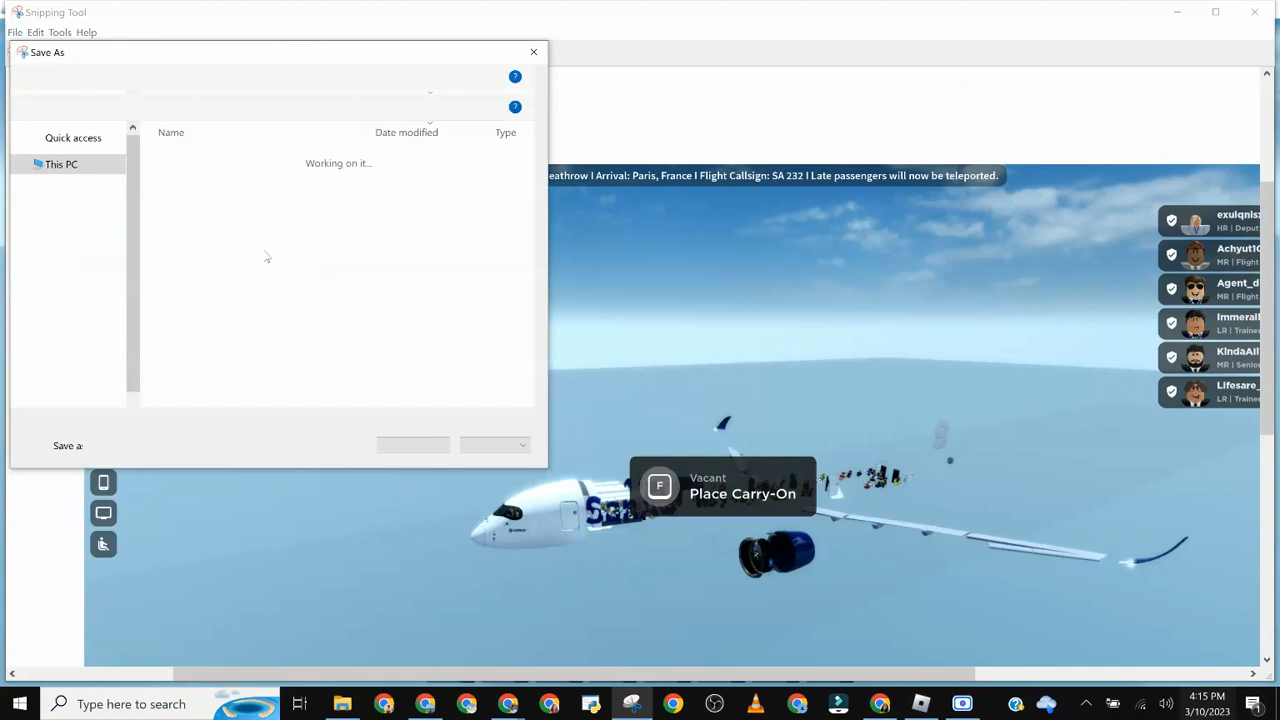 Snipping Tool
File Edit Tools Help
Save As
?
?
Name Date modified Type
Quick access
This PC
Working on it...
Save a:
eathrow I Arrival: Paris, France I Flight Callsign: SA 232 I Late passengers will now be teleported.
exulqnis
HR | Deput
Achyut1
MR | Flight
Agent_d
MR | Flight
Immeral
LR | Traine
KIndaAll
MR | Senio
Lifesare_
LR | Traine
F
Vacant
Place Carry-On
Type here to search
4:15 PM
3/10/2023